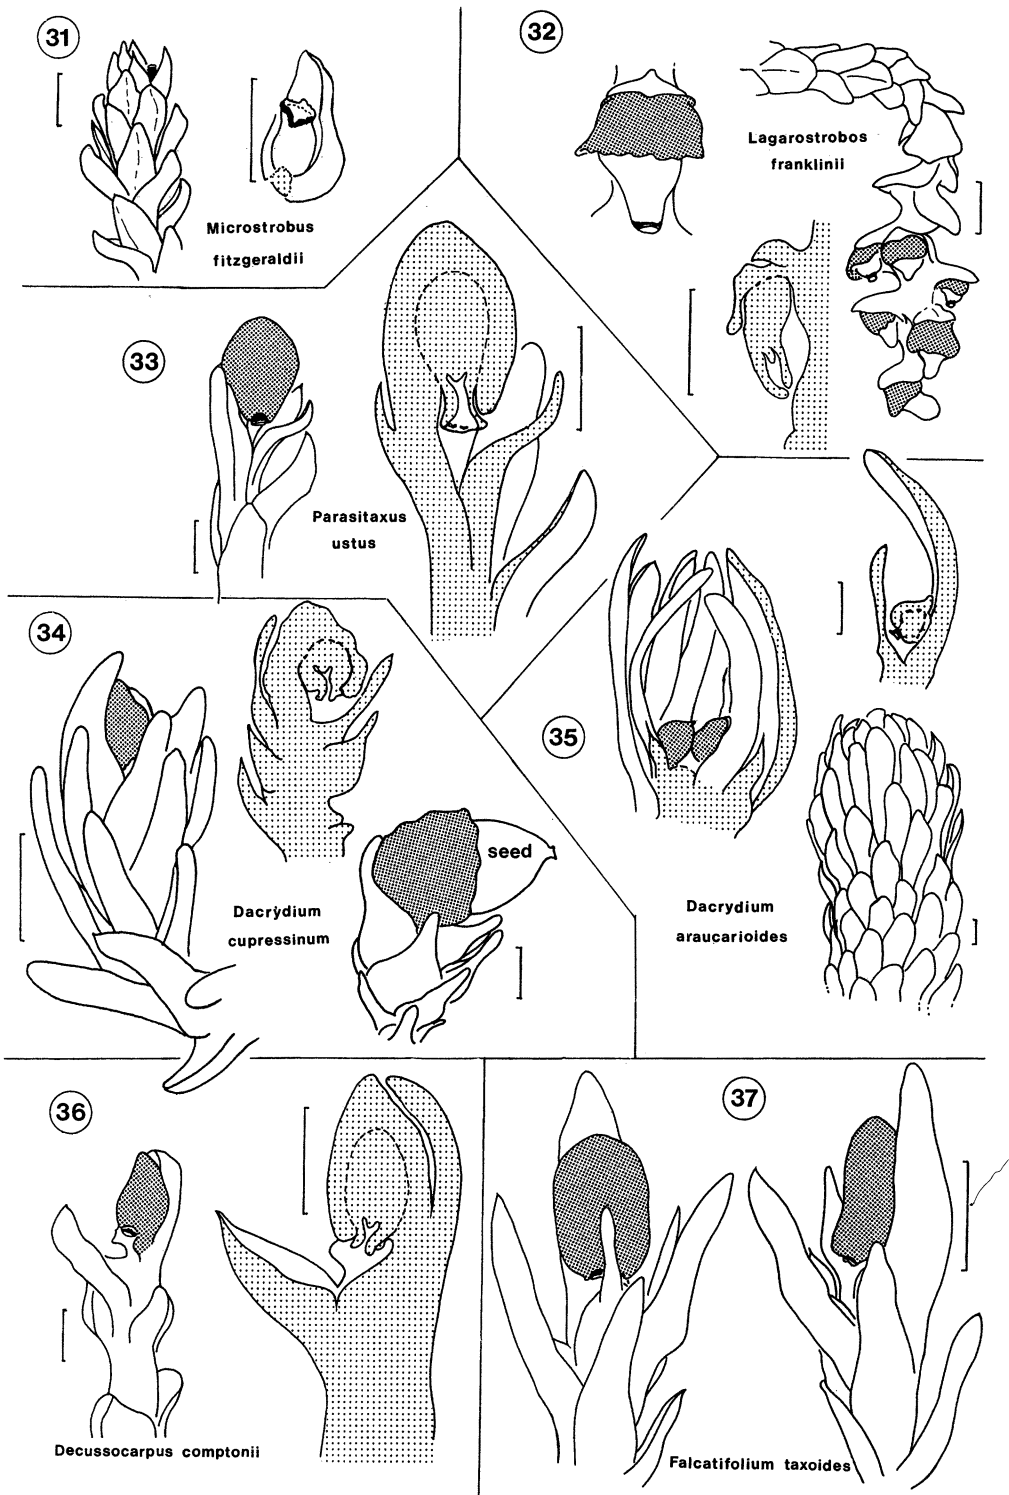 31
Microstrobus
fitzgeraldii
32
Lagarostrobos
franklinii
33
Parasitaxus
ustus
34
Dacrydium
cupressinum
seed
35
Dacrydium
araucarioides
36
Decussocarpus comptonii
37
Falcatifolium taxoides